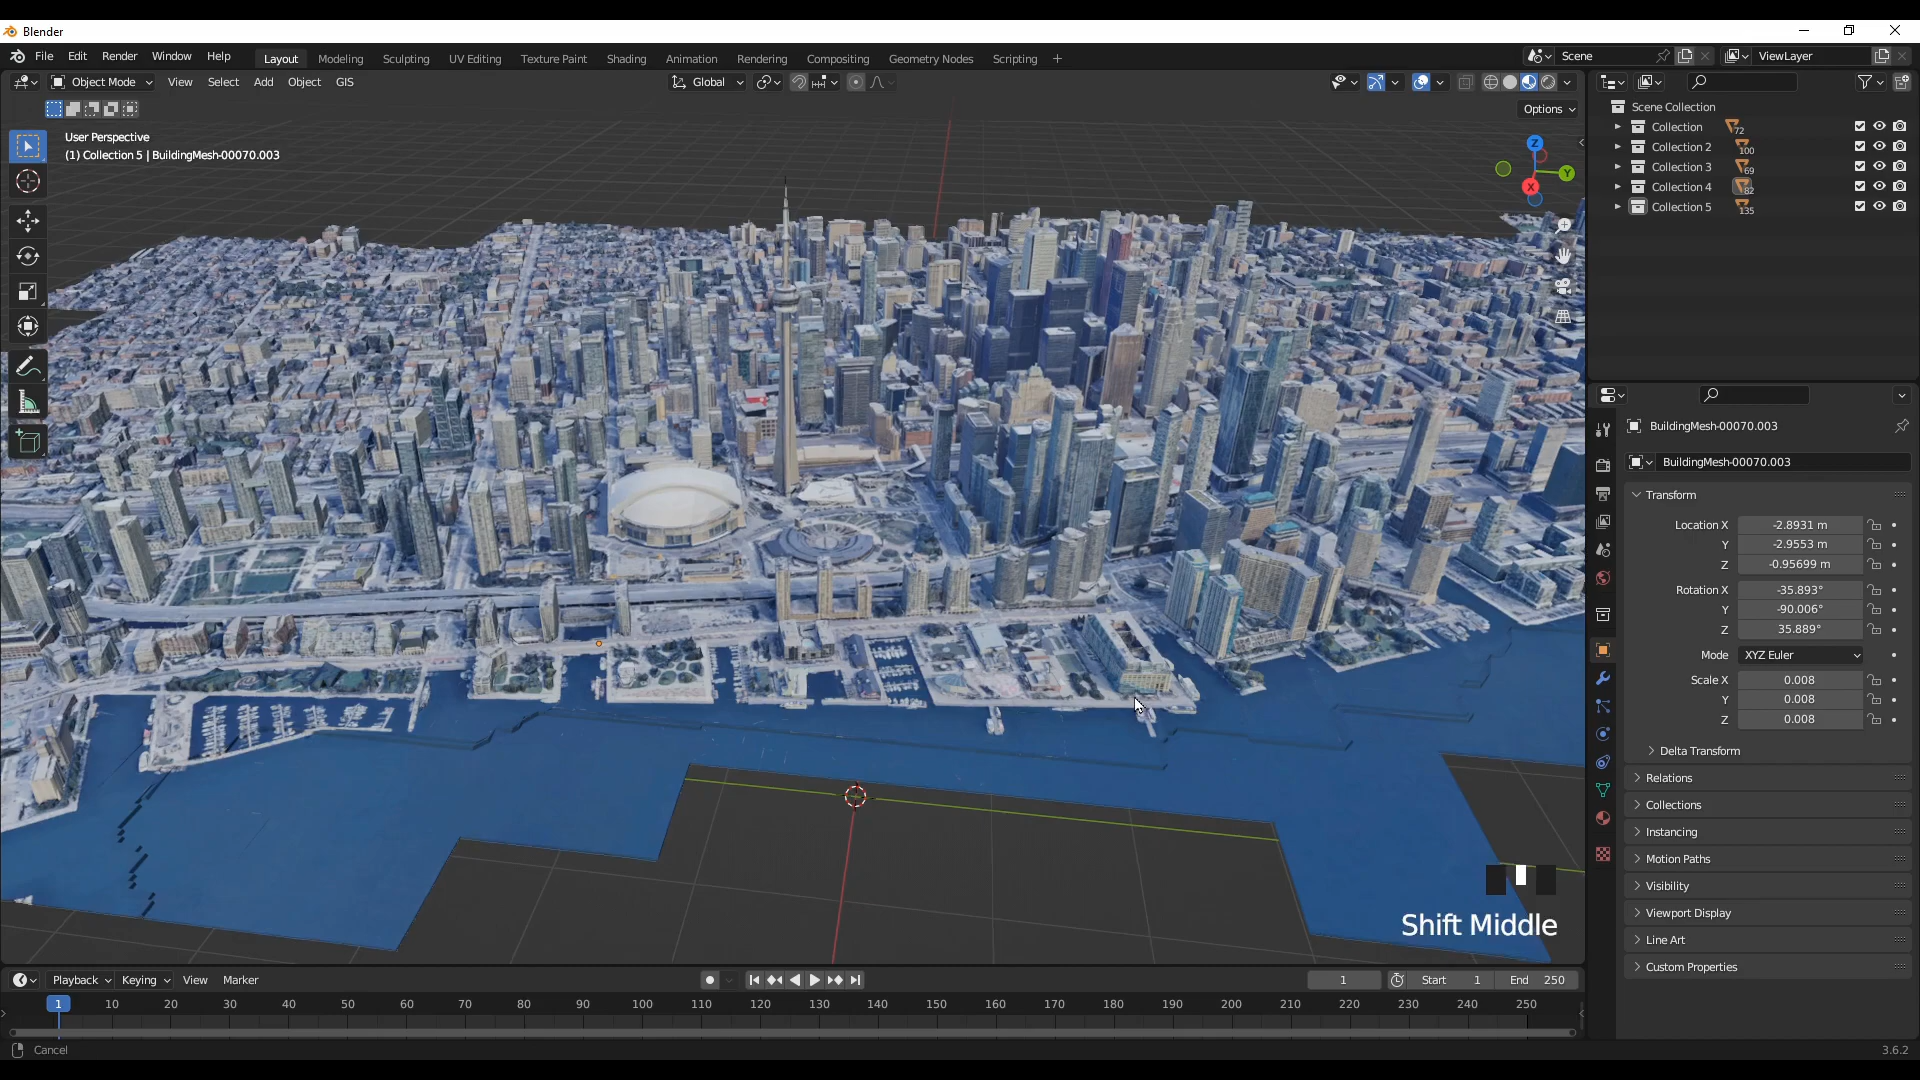 Blender
File Edit Render Window Help
Layout Modeling Sculpting UV Editing Texture Paint Shading Animation Rendering Compositing Geometry Nodes Scripting +
Scene
ViewLayer
Object Mode View Select Add Object GIS
Global
Options
User Perspective
(1) Collection 5 | BuildingMesh-00070.003
Z
Y
X
Scene Collection
Collection 72
Collection 2 100
Collection 3 69
Collection 4 82
Collection 5 135
BuildingMesh-00070.003
BuildingMesh-00070.003
Transform
Location X -2.8931 m
Y -2.9553 m
Z -0.95699 m
Rotation X -35.893°
Y -90.006°
Z 35.889°
Mode XYZ Euler
Scale X 0.008
Y 0.008
Z 0.008
Delta Transform
Relations
Collections
Instancing
Motion Paths
Visibility
Viewport Display
Line Art
Custom Properties
Shift Middle
Playback Keying View Marker
1 Start 1 End 250
1 10 20 30 40 50 60 70 80 90 100 110 120 130 140 150 160 170 180 190 200 210 220 230 240 250
Cancel
3.6.2